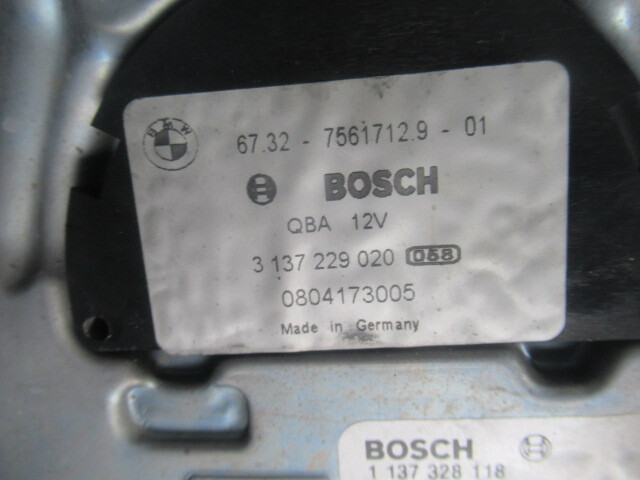 BMW
67.32 - 7561712.9 - 01
BOSCH
QBA 12V
3 137 229 020 058
0804173005
Made in Germany
BOSCH
1 137 328 118